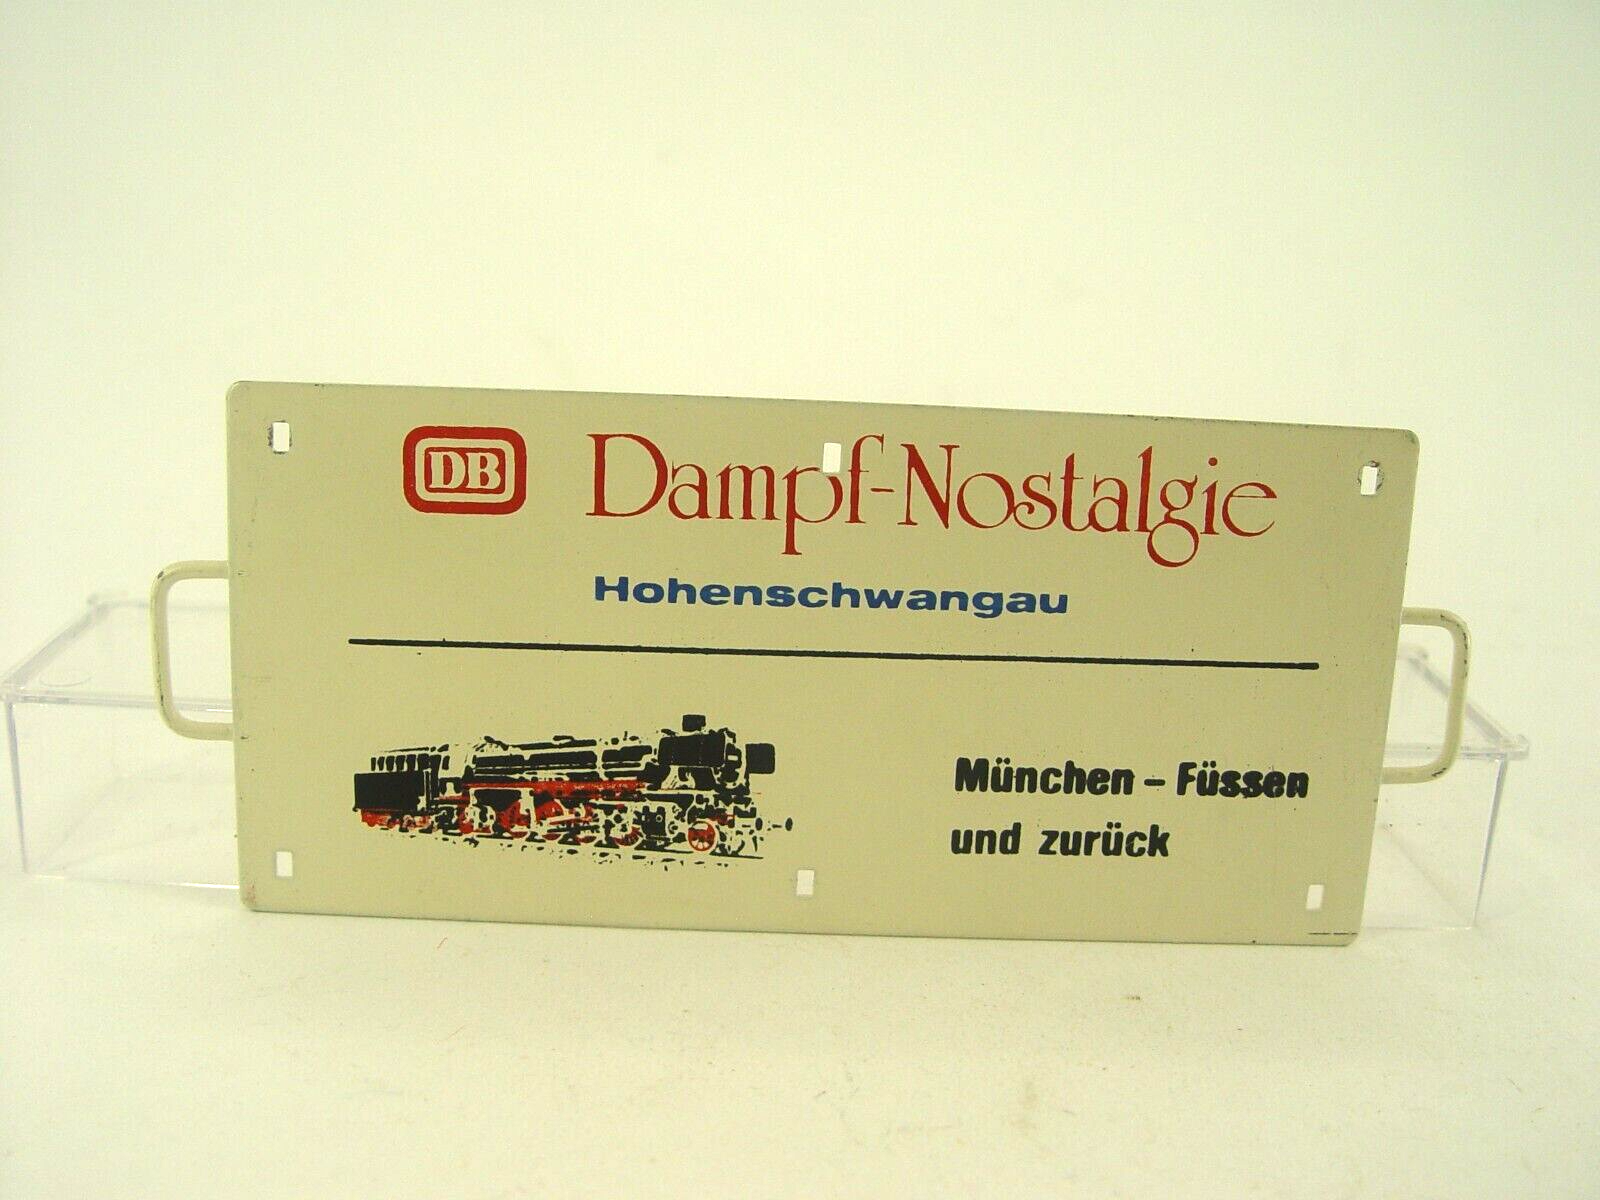 DB Dampf-Nostalgie
Hohenschwangau
München - Füssen
und zurück